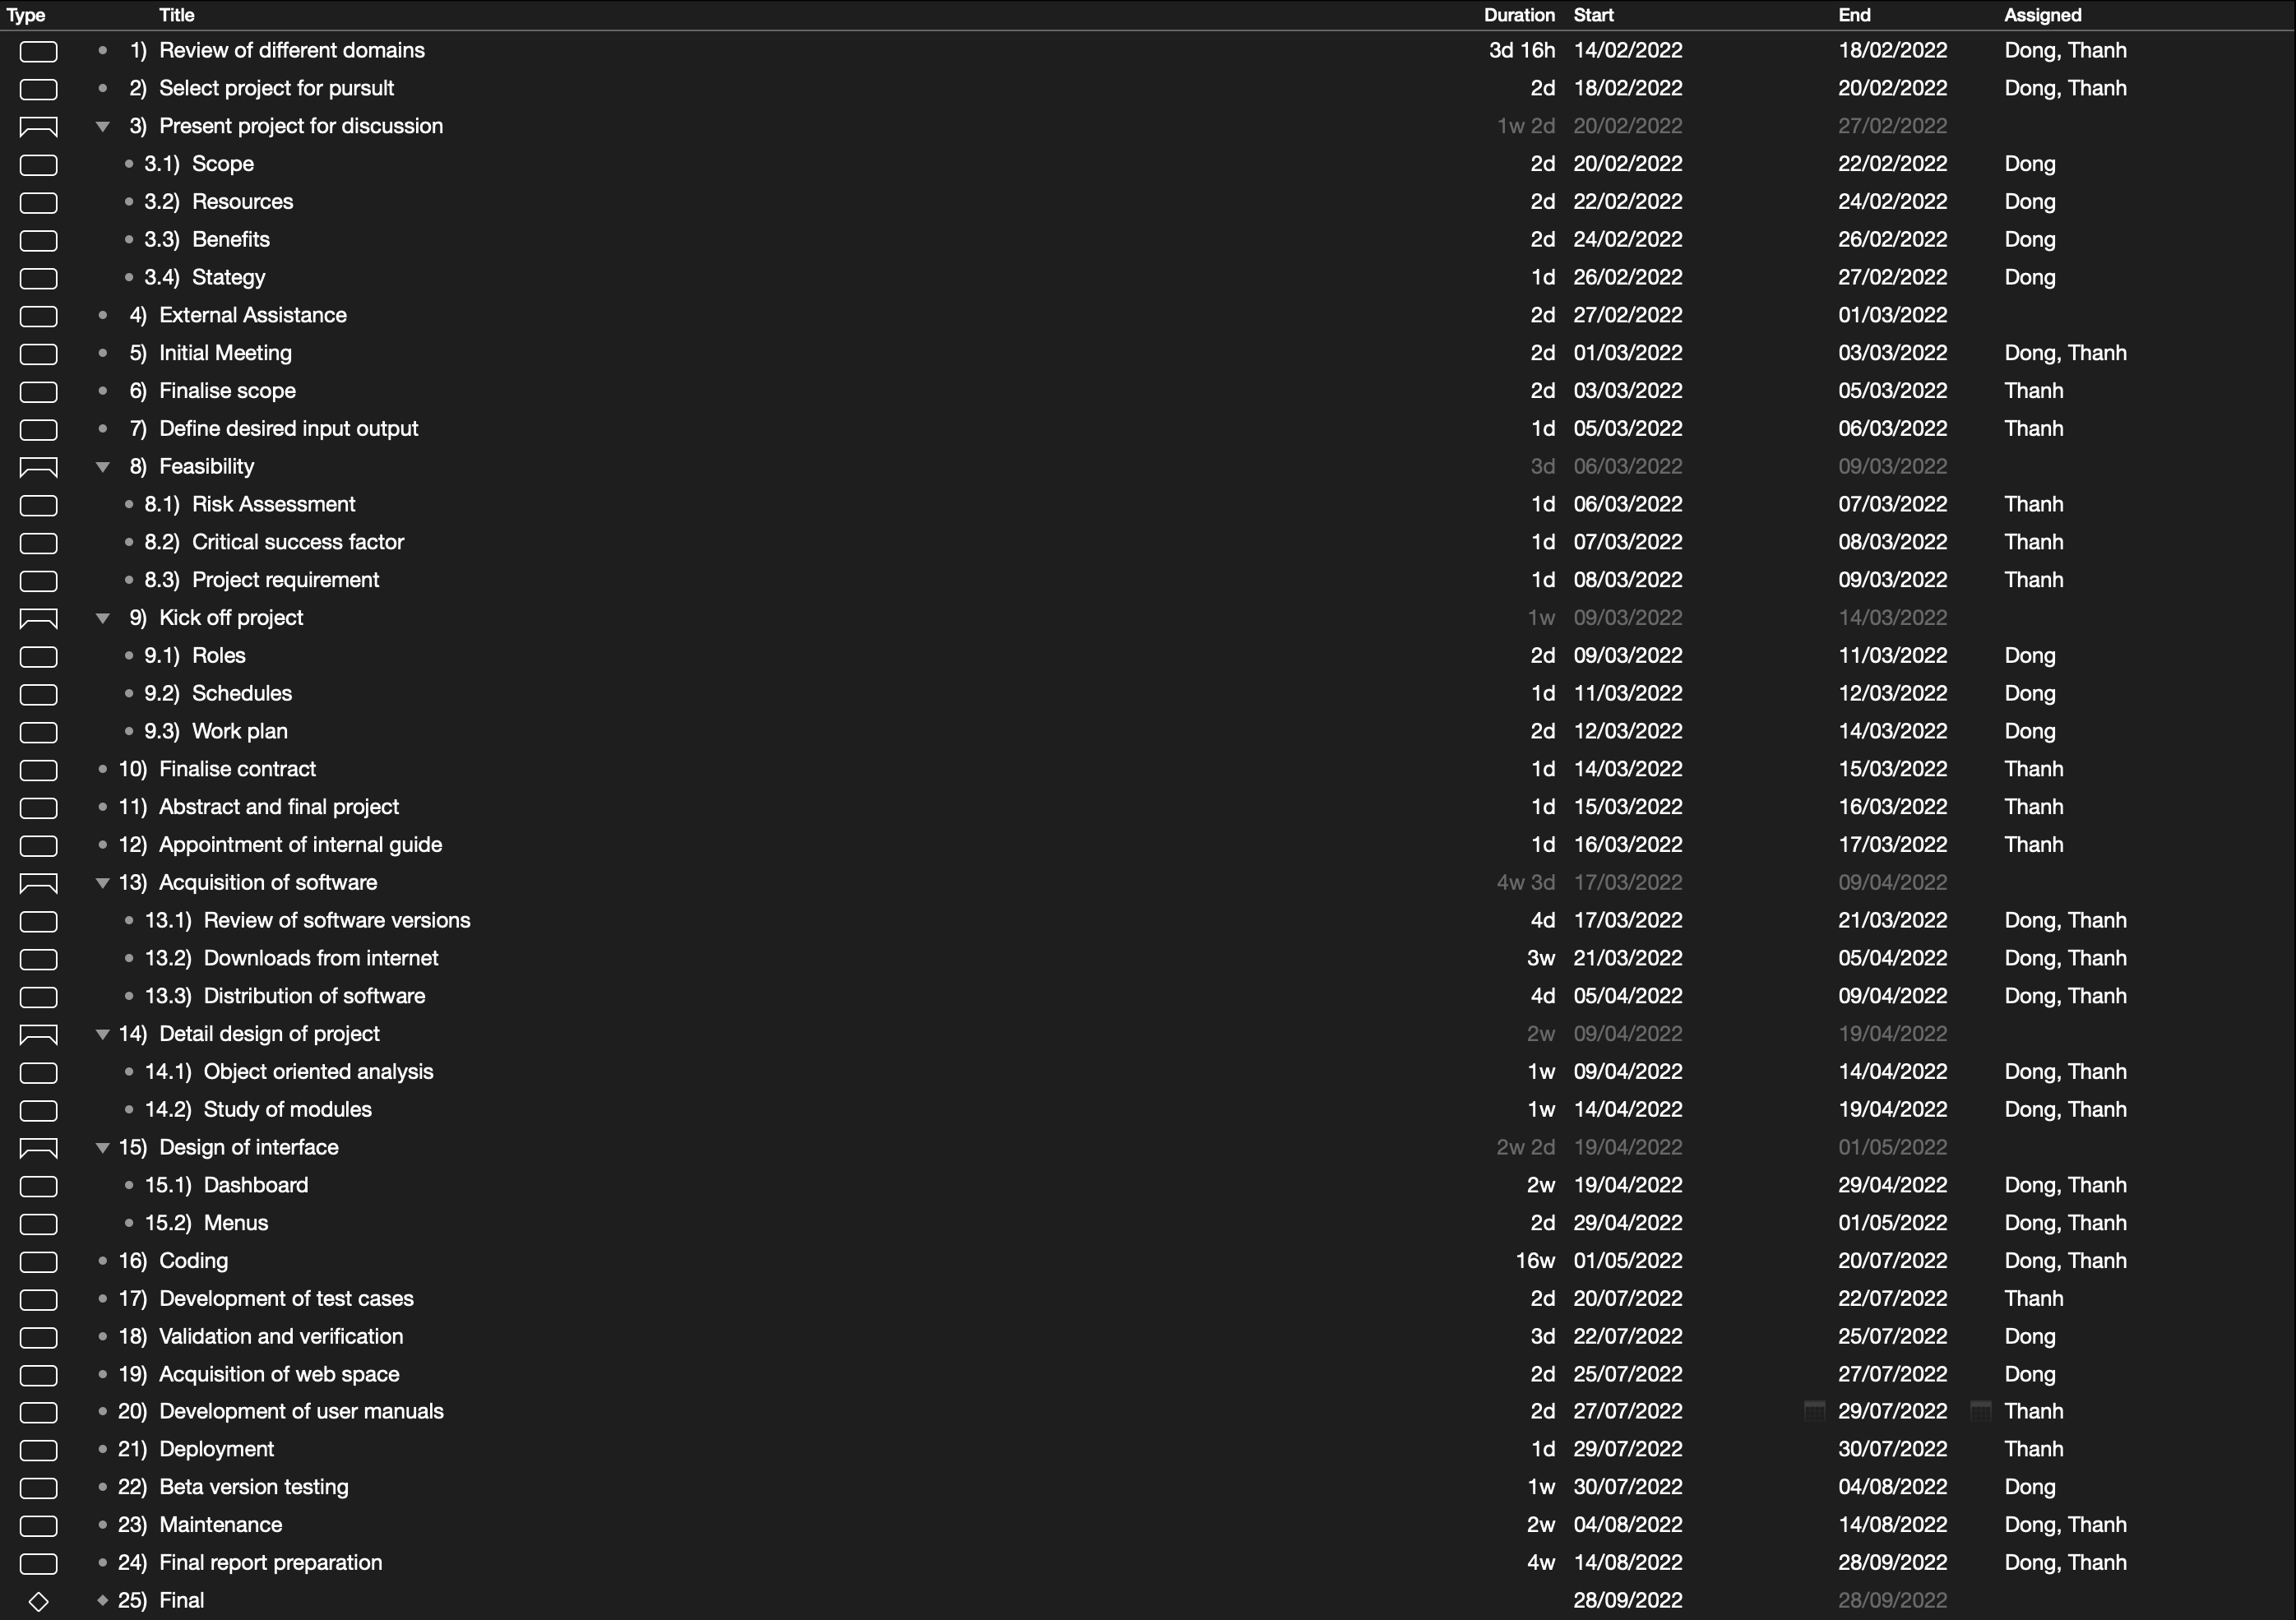 Type Title Duration Start End Assigned
1) Review of different domains 3d 16h 14/02/2022 18/02/2022 Dong, Thanh
2) Select project for pursult 2d 18/02/2022 20/02/2022 Dong, Thanh
3) Present project for discussion 1w 2d 20/02/2022 27/02/2022
3.1) Scope 2d 20/02/2022 22/02/2022 Dong
3.2) Resources 2d 22/02/2022 24/02/2022 Dong
3.3) Benefits 2d 24/02/2022 26/02/2022 Dong
3.4) Stategy 1d 26/02/2022 27/02/2022 Dong
4) External Assistance 2d 27/02/2022 01/03/2022
5) Initial Meeting 2d 01/03/2022 03/03/2022 Dong, Thanh
6) Finalise scope 2d 03/03/2022 05/03/2022 Thanh
7) Define desired input output 1d 05/03/2022 06/03/2022 Thanh
8) Feasibility 3d 06/03/2022 09/03/2022
8.1) Risk Assessment 1d 06/03/2022 07/03/2022 Thanh
8.2) Critical success factor 1d 07/03/2022 08/03/2022 Thanh
8.3) Project requirement 1d 08/03/2022 09/03/2022 Thanh
9) Kick off project 1w 09/03/2022 14/03/2022
9.1) Roles 2d 09/03/2022 11/03/2022 Dong
9.2) Schedules 1d 11/03/2022 12/03/2022 Dong
9.3) Work plan 2d 12/03/2022 14/03/2022 Dong
10) Finalise contract 1d 14/03/2022 15/03/2022 Thanh
11) Abstract and final project 1d 15/03/2022 16/03/2022 Thanh
12) Appointment of internal guide 1d 16/03/2022 17/03/2022 Thanh
13) Acquisition of software 4w 3d 17/03/2022 09/04/2022
13.1) Review of software versions 4d 17/03/2022 21/03/2022 Dong, Thanh
13.2) Downloads from internet 3w 21/03/2022 05/04/2022 Dong, Thanh
13.3) Distribution of software 4d 05/04/2022 09/04/2022 Dong, Thanh
14) Detail design of project 2w 09/04/2022 19/04/2022
14.1) Object oriented analysis 1w 09/04/2022 14/04/2022 Dong, Thanh
14.2) Study of modules 1w 14/04/2022 19/04/2022 Dong, Thanh
15) Design of interface 2w 2d 19/04/2022 01/05/2022
15.1) Dashboard 2w 19/04/2022 29/04/2022 Dong, Thanh
15.2) Menus 2d 29/04/2022 01/05/2022 Dong, Thanh
16) Coding 16w 01/05/2022 20/07/2022 Dong, Thanh
17) Development of test cases 2d 20/07/2022 22/07/2022 Thanh
18) Validation and verification 3d 22/07/2022 25/07/2022 Dong
19) Acquisition of web space 2d 25/07/2022 27/07/2022 Dong
20) Development of user manuals 2d 27/07/2022 29/07/2022 Thanh
21) Deployment 1d 29/07/2022 30/07/2022 Thanh
22) Beta version testing 1w 30/07/2022 04/08/2022 Dong
23) Maintenance 2w 04/08/2022 14/08/2022 Dong, Thanh
24) Final report preparation 4w 14/08/2022 28/09/2022 Dong, Thanh
25) Final 28/09/2022 28/09/2022